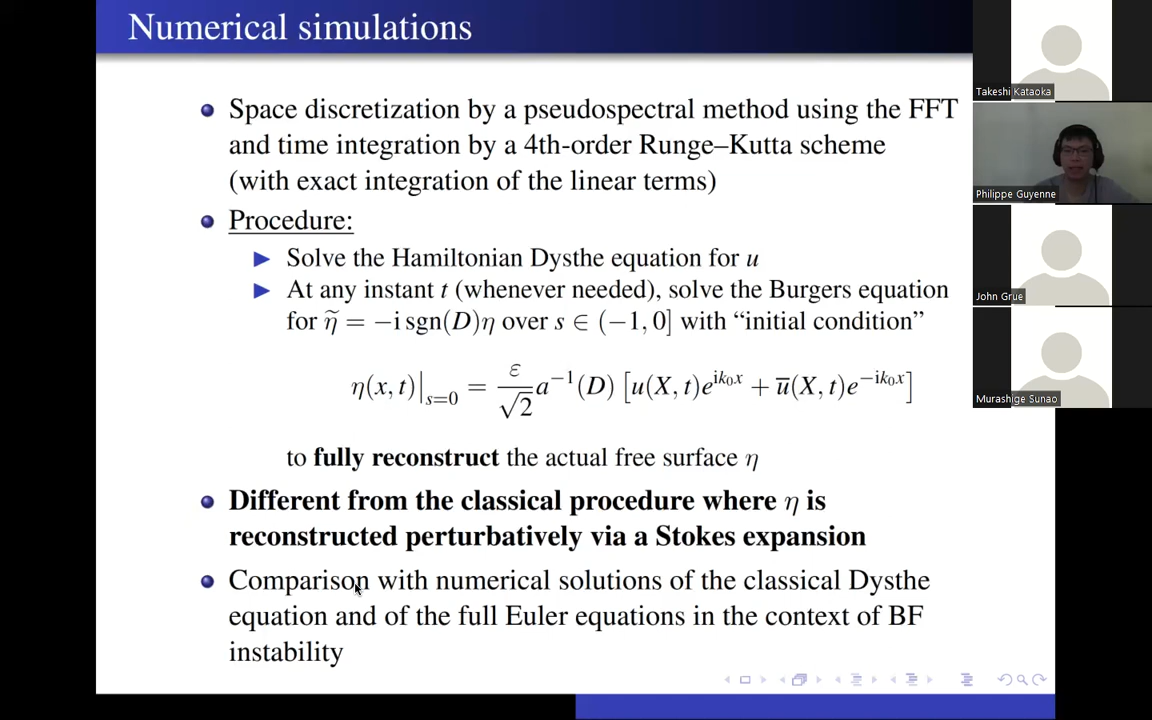 Numerical simulations
Space discretization by a pseudospectral method using the FFT
and time integration by a 4th-order Runge–Kutta scheme
(with exact integration of the linear terms)
Procedure:
Solve the Hamiltonian Dysthe equation for u
At any instant t (whenever needed), solve the Burgers equation
for η̃ = −i sgn(D)η over s ∈ (−1, 0] with “initial condition”
η(x, t)|_{s=0} = ε/√2 a⁻¹(D) [u(X, t)e^{ik₀x} + u̅(X, t)e^{−ik₀x}]
to fully reconstruct the actual free surface η
Different from the classical procedure where η is
reconstructed perturbatively via a Stokes expansion
Comparison with numerical solutions of the classical Dysthe
equation and of the full Euler equations in the context of BF
instability
Takeshi Kataoka
Philippe Guyenne
John Grue
Murashige Sunao